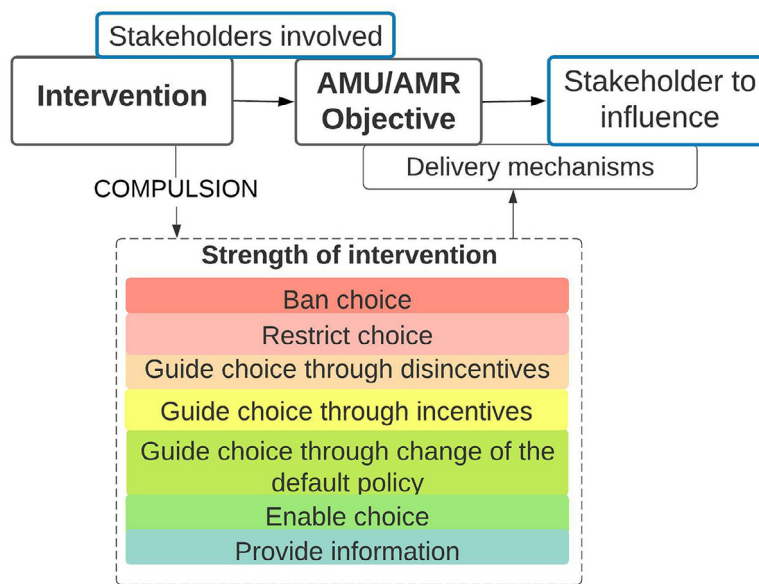 Stakeholders involved
Intervention
AMU/AMR
Objective
Stakeholder to
influence
Delivery mechanisms
COMPULSION
Strength of intervention
Ban choice
Restrict choice
Guide choice through disincentives
Guide choice through incentives
Guide choice through change of the
default policy
Enable choice
Provide information